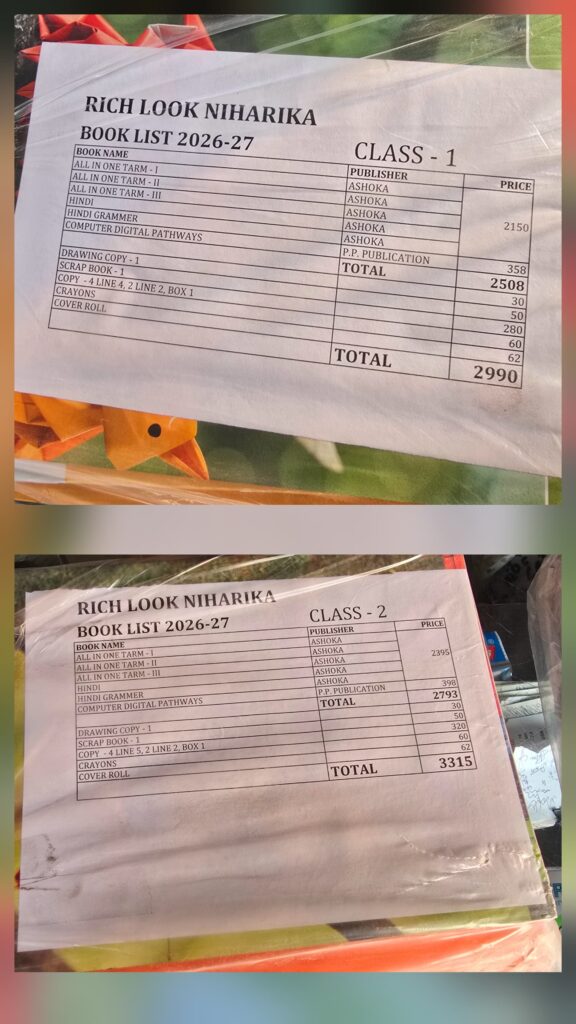 RICH LOOK NIHARIKA
BOOK LIST 2026-27 CLASS - 1
BOOK NAME PUBLISHER PRICE
ALL IN ONE TARM - I ASHOKA
ALL IN ONE TARM - II ASHOKA
ALL IN ONE TARM - III ASHOKA 2150
HINDI ASHOKA
HINDI GRAMMER ASHOKA
COMPUTER DIGITAL PATHWAYS P.P. PUBLICATION 358
TOTAL 2508
DRAWING COPY - 1 30
SCRAP BOOK - 1 50
COPY - 4 LINE 4, 2 LINE 2, BOX 1 280
CRAYONS 60
COVER ROLL 62
TOTAL 2990
RICH LOOK NIHARIKA
BOOK LIST 2026-27 CLASS - 2
BOOK NAME PUBLISHER PRICE
ALL IN ONE TARM - I ASHOKA
ALL IN ONE TARM - II ASHOKA
ALL IN ONE TARM - III ASHOKA 2395
HINDI ASHOKA
HINDI GRAMMER ASHOKA
COMPUTER DIGITAL PATHWAYS P.P. PUBLICATION 398
TOTAL 2793
DRAWING COPY - 1 30
SCRAP BOOK - 1 50
COPY - 4 LINE 5, 2 LINE 2, BOX 1 320
CRAYONS 60
COVER ROLL 62
TOTAL 3315